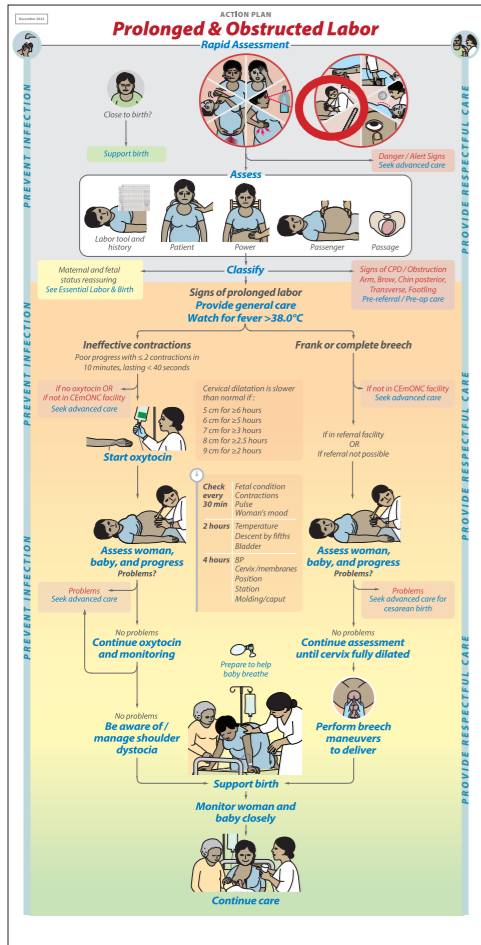 December 2022
ACTION PLAN
Prolonged & Obstructed Labor
Rapid Assessment
Close to birth?
Support birth
Danger / Alert Signs
Seek advanced care
Assess
Labor tool and
history
Patient
Power
Passenger
Passage
Maternal and fetal
status reassuring
See Essential Labor & Birth
Classify
Signs of CPD / Obstruction
Arm, Brow, Chin posterior,
Transverse, Footling
Pre-referral / Pre-op care
Signs of prolonged labor
Provide general care
Watch for fever >38.0°C
Ineffective contractions
Poor progress with ≤ 2 contractions in
10 minutes, lasting < 40 seconds
Frank or complete breech
If no oxytocin OR
if not in CEmONC facility
Seek advanced care
Cervical dilatation is slower
than normal if :
5 cm for ≥6 hours
6 cm for ≥5 hours
7 cm for ≥3 hours
8 cm for ≥2.5 hours
9 cm for ≥2 hours
If not in CEmONC facility
Seek advanced care
If in referral facility
OR
If referral not possible
Start oxytocin
Check
every
30 min
Fetal condition
Contractions
Pulse
Woman's mood
2 hours
Temperature
Descent by fifths
Bladder
4 hours
BP
Cervix/membranes
Position
Station
Molding/caput
Assess woman,
baby, and progress
Problems?
Assess woman,
baby, and progress
Problems?
Problems
Seek advanced care
Problems
Seek advanced care for
cesarean birth
No problems
Continue oxytocin
and monitoring
No problems
Continue assessment
until cervix fully dilated
Prepare to help
baby breathe
No problems
Be aware of /
manage shoulder
dystocia
Perform breech
maneuvers
to deliver
Support birth
Monitor woman and
baby closely
Continue care
PREVENT INFECTION
PREVENT INFECTION
PREVENT INFECTION
PROVIDE RESPECTFUL CARE
PROVIDE RESPECTFUL CARE
PROVIDE RESPECTFUL CARE